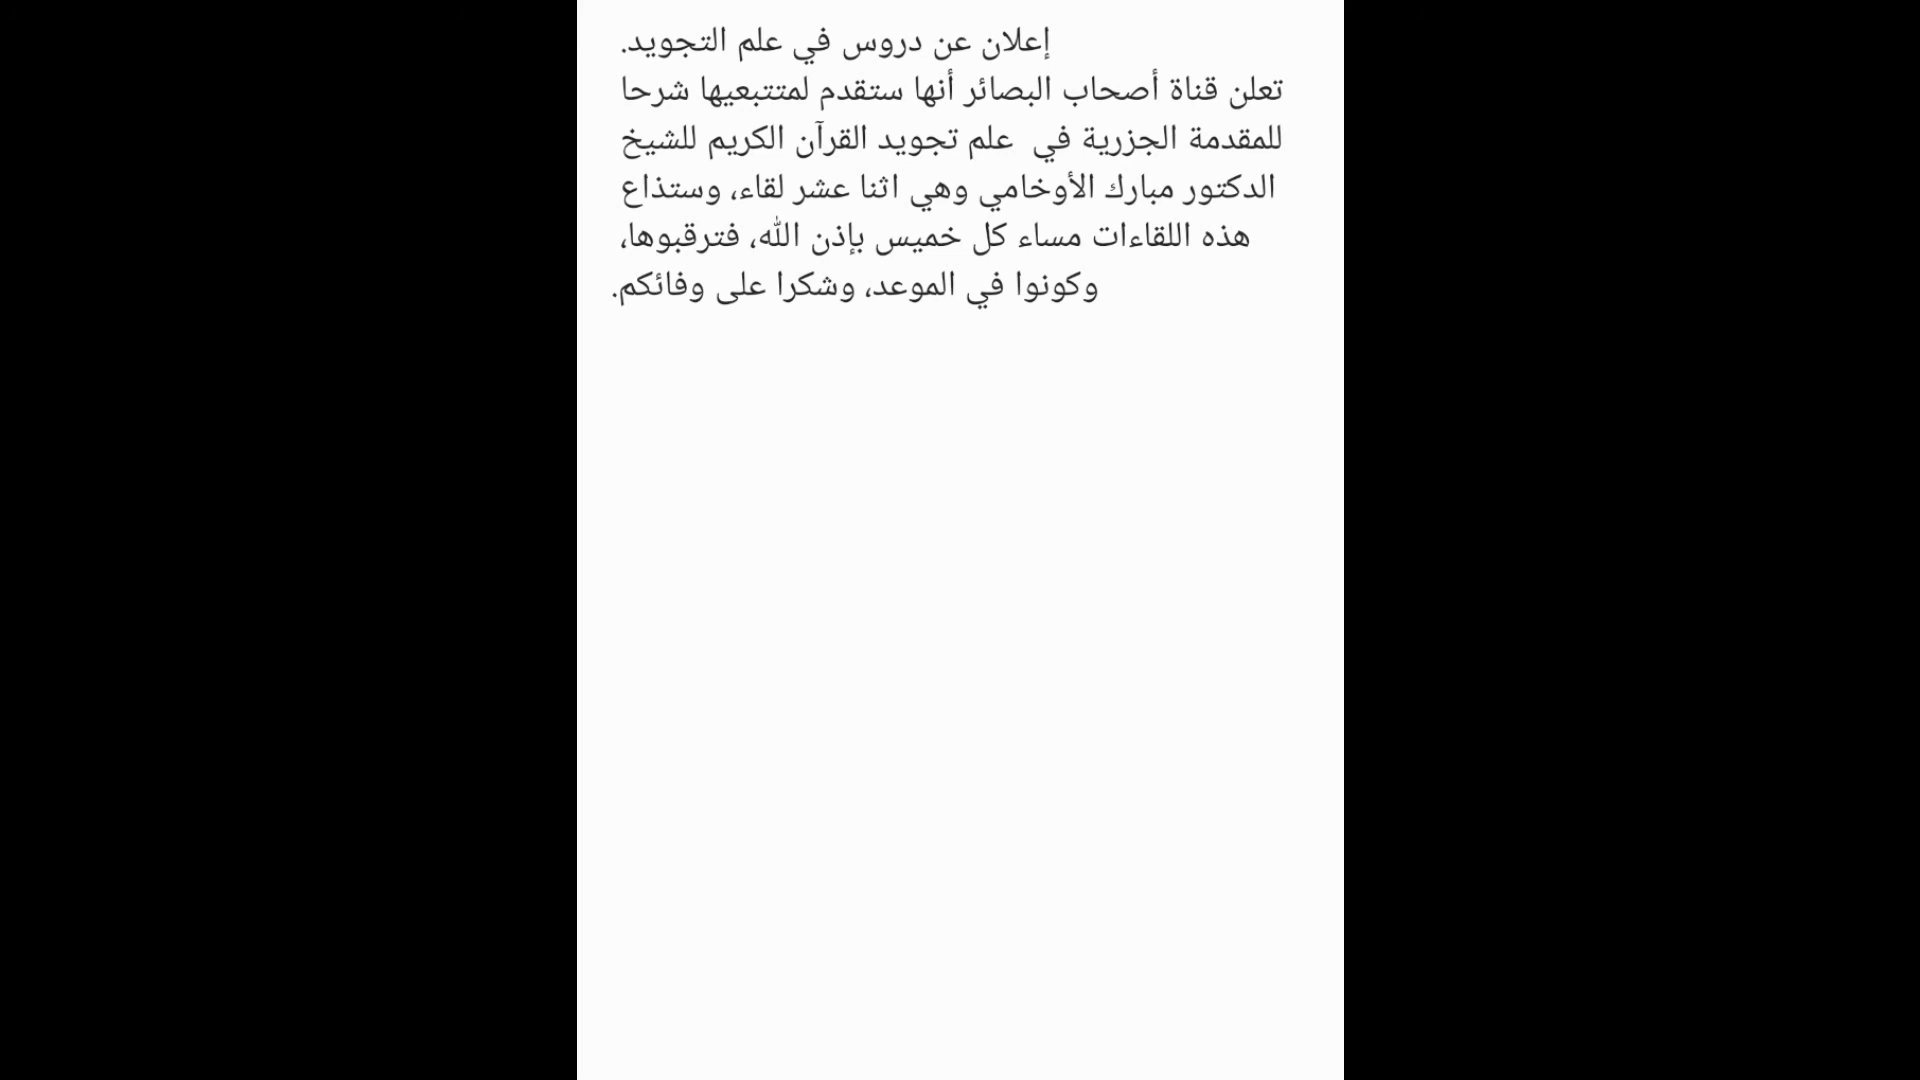 إعلان عن دروس في علم التجويد.
تعلن قناة أصحاب البصائر أنها ستقدم لمتتبعيها شرحا
للمقدمة الجزرية في علم تجويد القرآن الكريم للشيخ
الدكتور مبارك الأوخامي وهي اثنا عشر لقاء، وستذاع
هذه اللقاءات مساء كل خميس بإذن الله، فترقبوها،
وكونوا في الموعد، وشكرا على وفائكم.